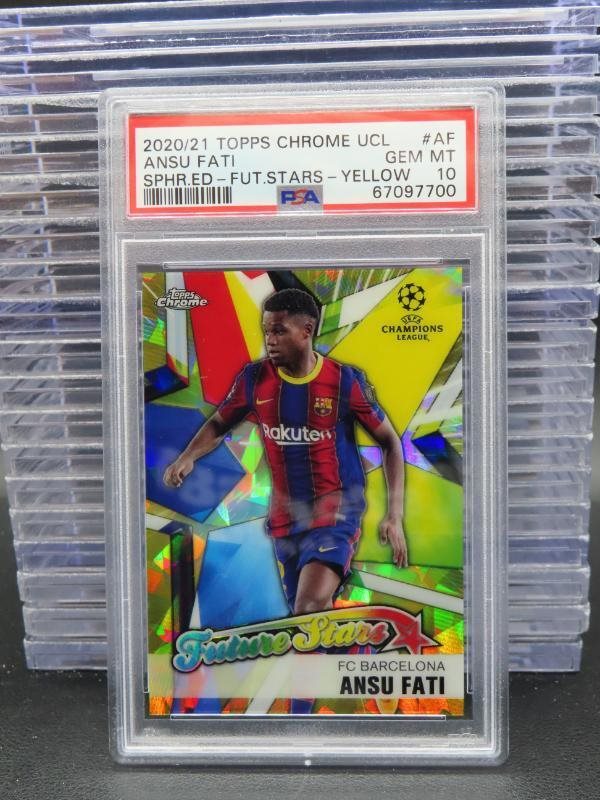 2020/21 TOPPS CHROME UCL #AF
ANSU FATI GEM MT
SPHR.ED-FUT.STARS-YELLOW 10
PSA 67097700
Topps
Chrome
UEFA
CHAMPIONS
LEAGUE
Rakuten
Future Stars
FC BARCELONA
ANSU FATI